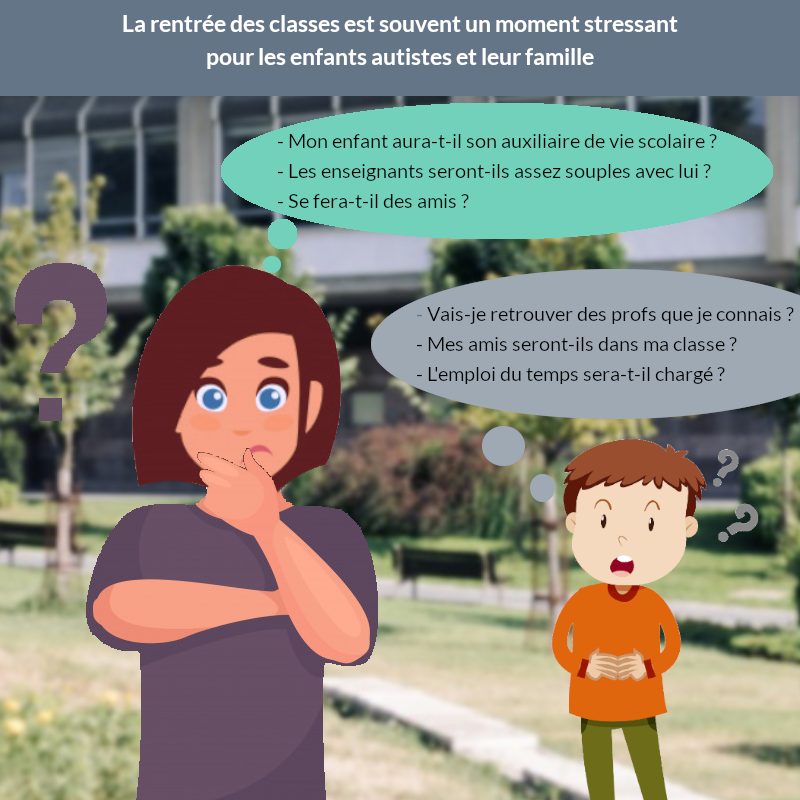 La rentrée des classes est souvent un moment stressant
pour les enfants autistes et leur famille
- Mon enfant aura-t-il son auxiliaire de vie scolaire ?
- Les enseignants seront-ils assez souples avec lui ?
- Se fera-t-il des amis ?
- Vais-je retrouver des profs que je connais ?
- Mes amis seront-ils dans ma classe ?
- L'emploi du temps sera-t-il chargé ?
?
?
?